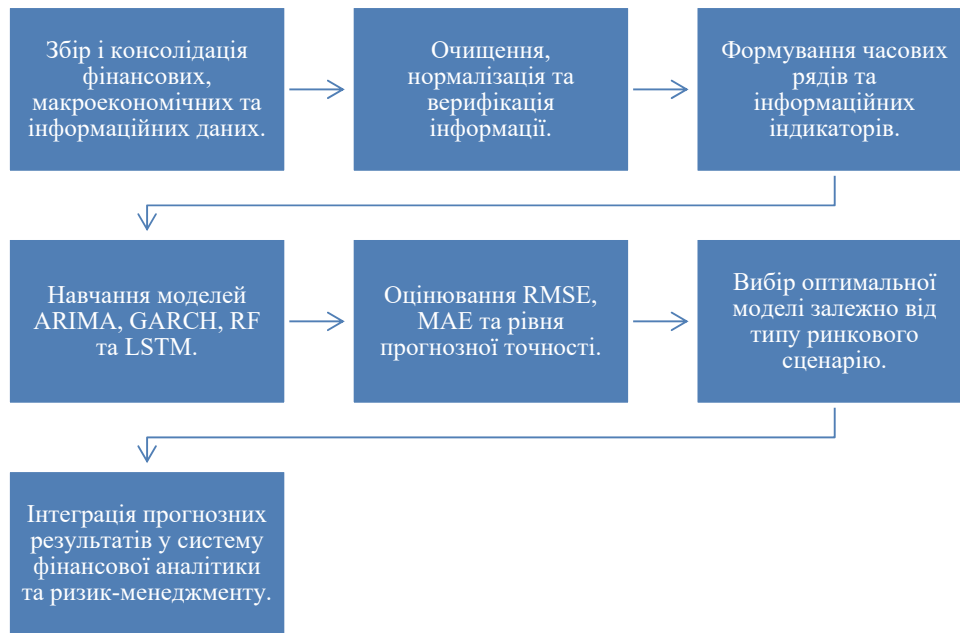 Збір і консолідація
фінансових,
макроекономічних та
інформаційних даних.
Очищення,
нормалізація та
верифікація
інформації.
Формування часових
рядів та
інформаційних
індикаторів.
Навчання моделей
ARIMA, GARCH, RF
та LSTM.
Оцінювання RMSE,
MAE та рівня
прогнозної точності.
Вибір оптимальної
моделі залежно від
типу ринкового
сценарію.
Інтеграція прогнозних
результатів у систему
фінансової аналітики
та ризик-менеджменту.